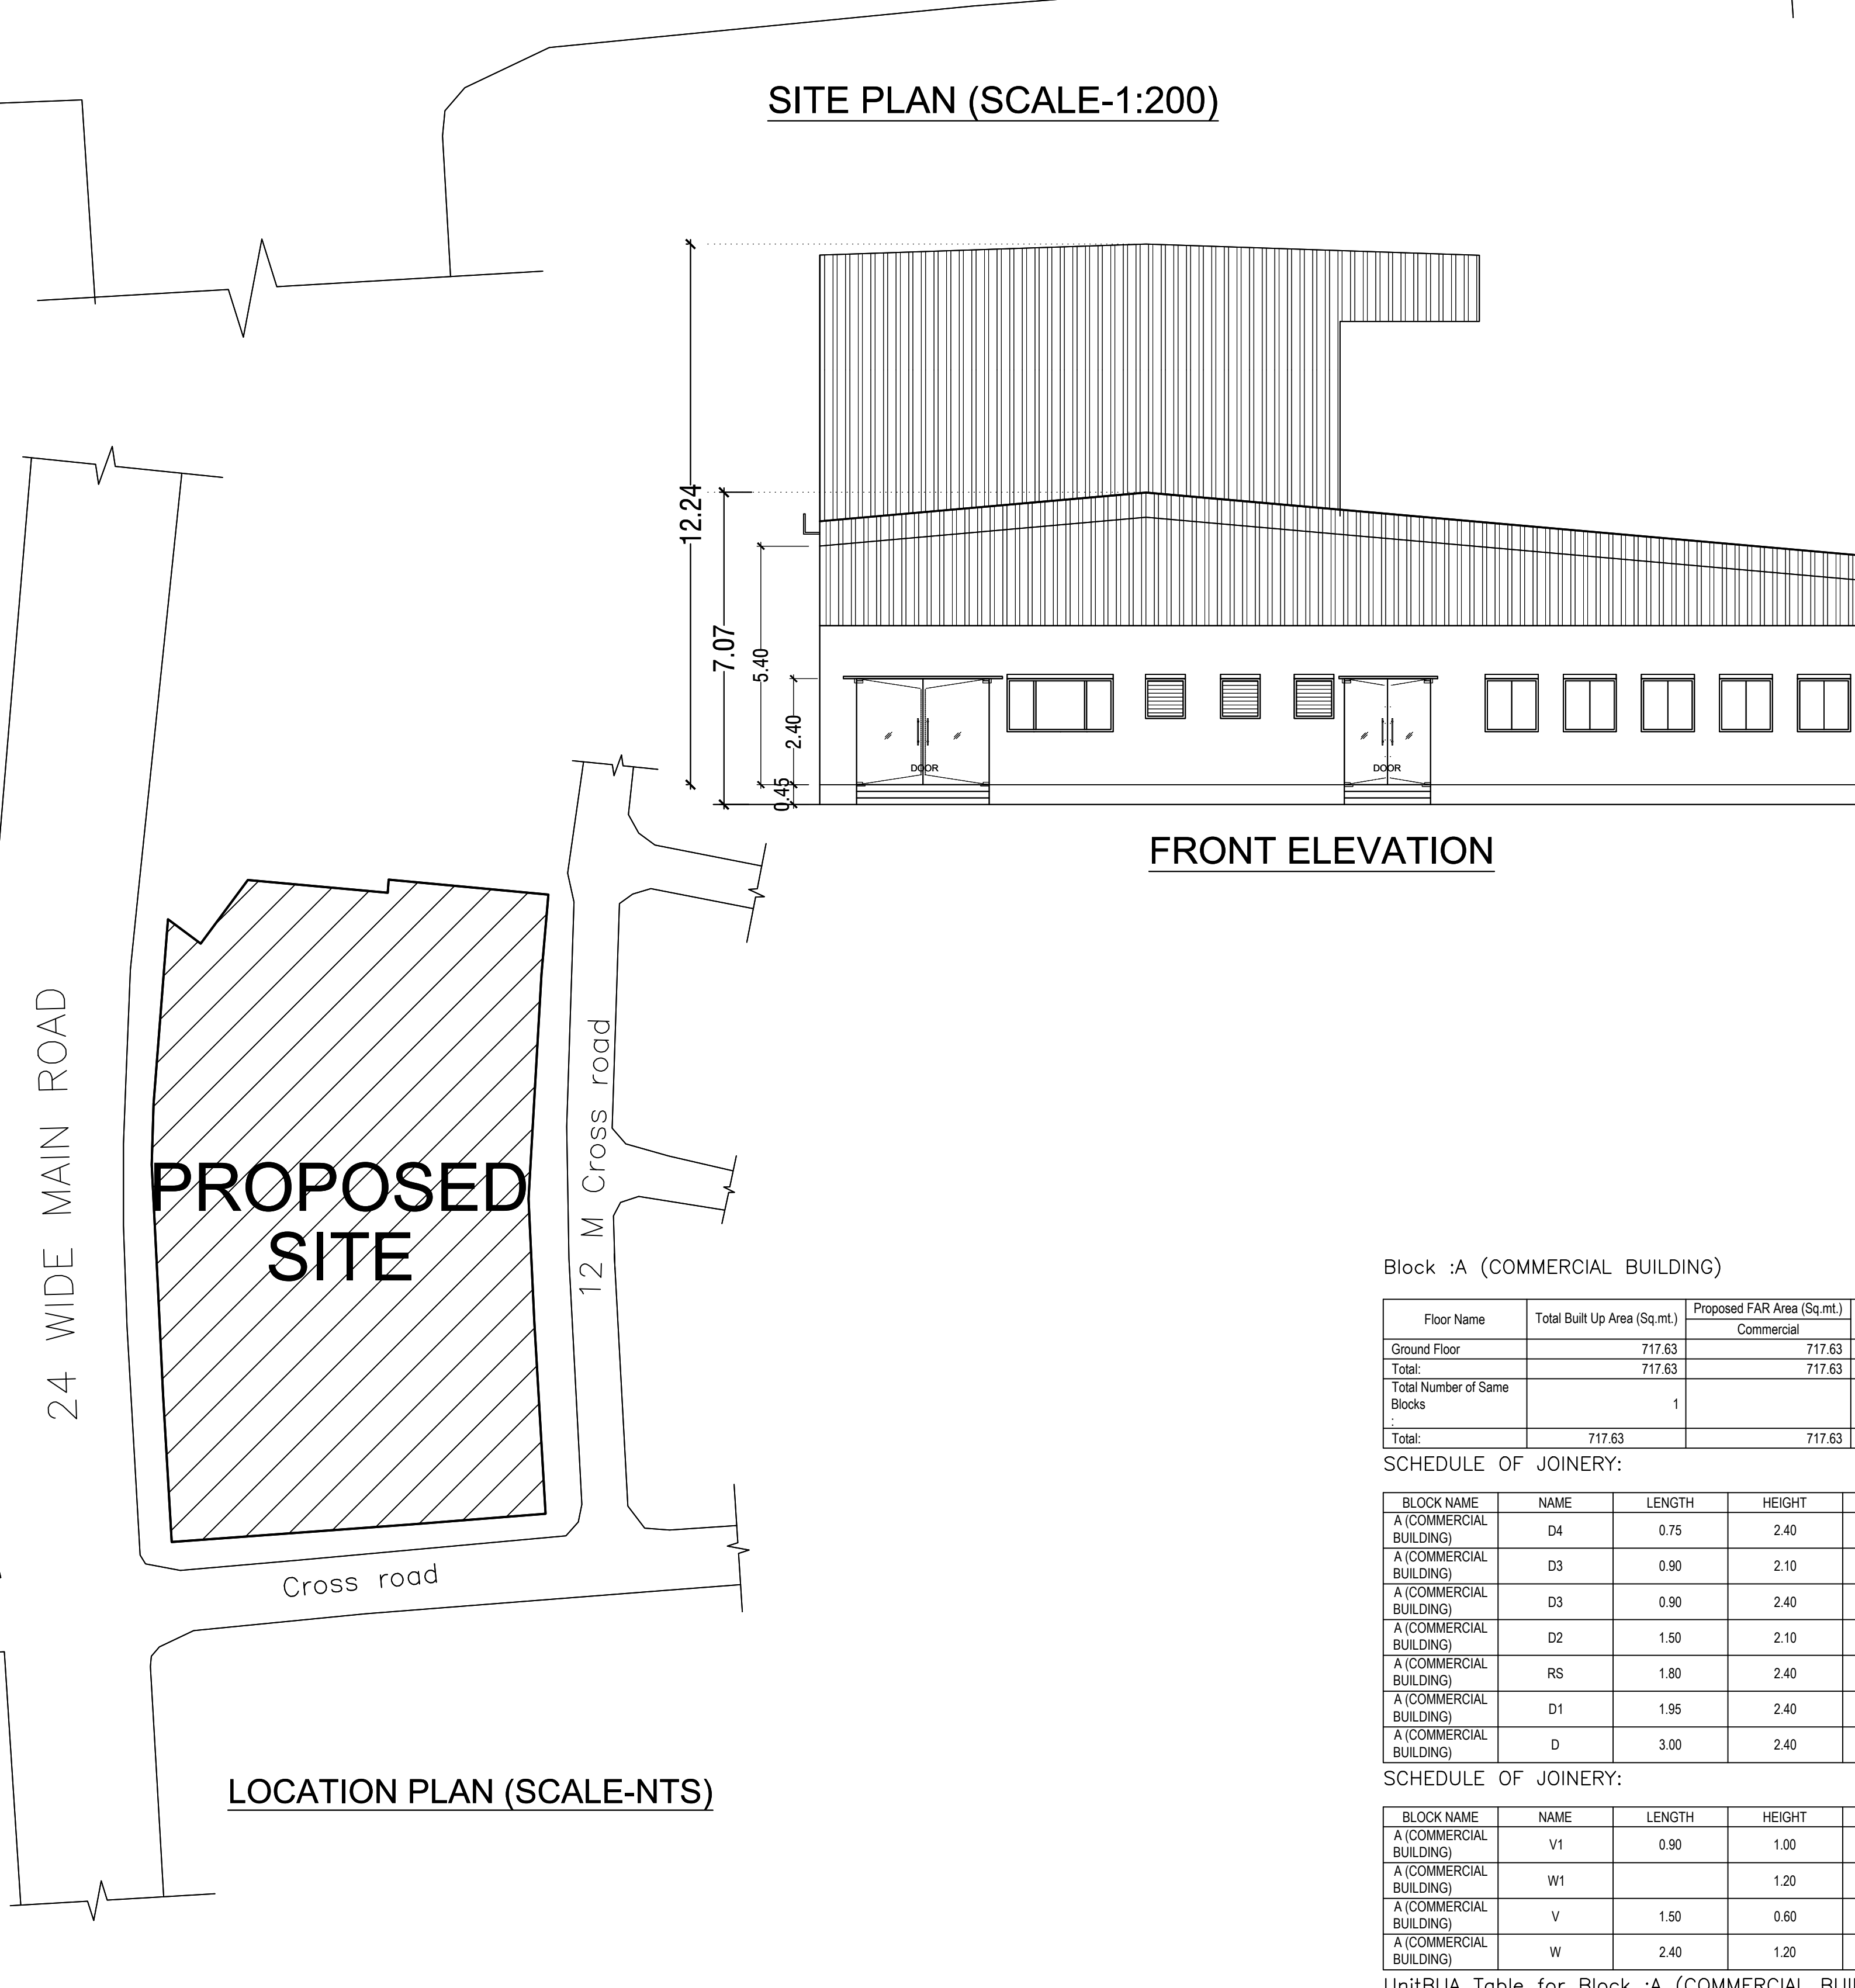 SITE PLAN (SCALE-1:200)
12.24
7.07
5.40
2.40
0.45
DOOR
DOOR
FRONT ELEVATION
24 WIDE MAIN ROAD
12 M Cross road
PROPOSED
SITE
Cross road
LOCATION PLAN (SCALE-NTS)
Block :A (COMMERCIAL BUILDING)
Floor Name Total Built Up Area (Sq.mt.) Proposed FAR Area (Sq.mt.)
Commercial
Ground Floor 717.63 717.63
Total: 717.63 717.63
Total Number of Same
Blocks 1
:
Total: 717.63 717.63
SCHEDULE OF JOINERY:
BLOCK NAME NAME LENGTH HEIGHT
A (COMMERCIAL
BUILDING) D4 0.75 2.40
A (COMMERCIAL
BUILDING) D3 0.90 2.10
A (COMMERCIAL
BUILDING) D3 0.90 2.40
A (COMMERCIAL
BUILDING) D2 1.50 2.10
A (COMMERCIAL
BUILDING) RS 1.80 2.40
A (COMMERCIAL
BUILDING) D1 1.95 2.40
A (COMMERCIAL
BUILDING) D 3.00 2.40
SCHEDULE OF JOINERY:
BLOCK NAME NAME LENGTH HEIGHT
A (COMMERCIAL
BUILDING) V1 0.90 1.00
A (COMMERCIAL
BUILDING) W1 1.20
A (COMMERCIAL
BUILDING) V 1.50 0.60
A (COMMERCIAL
BUILDING) W 2.40 1.20
UnitBUA Table for Block :A (COMMERCIAL